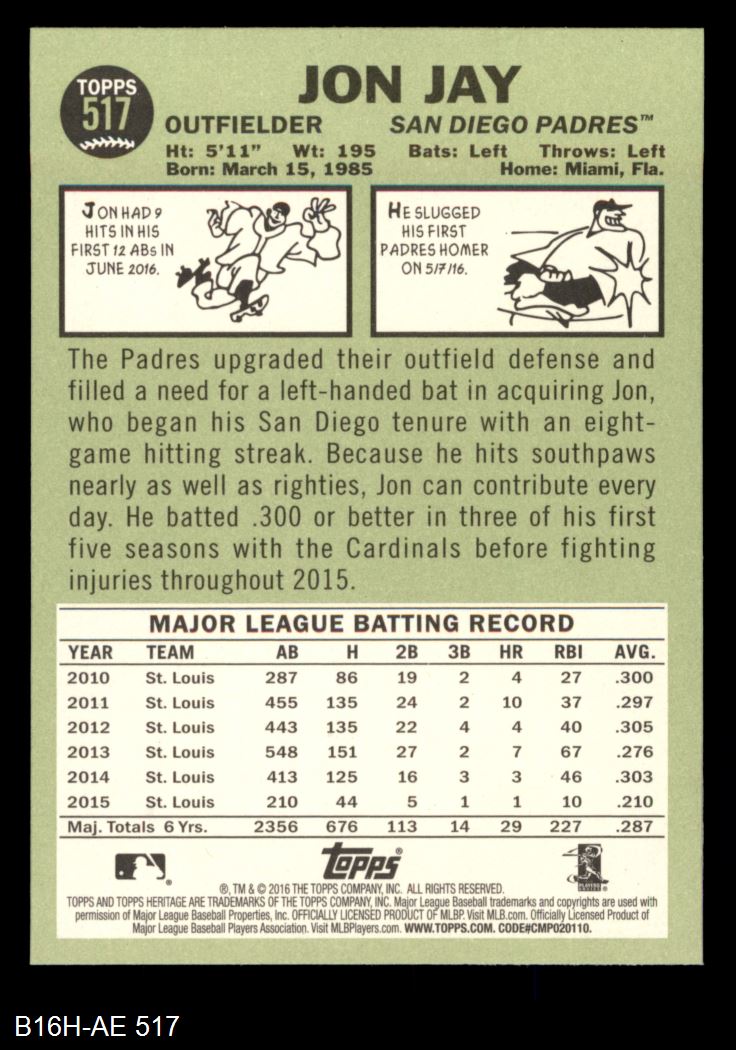 TOPPS
517
JON JAY
OUTFIELDER SAN DIEGO PADRES™
Ht: 5'11" Wt: 195 Bats: Left Throws: Left
Born: March 15, 1985 Home: Miami, Fla.
JON HAD 9
HITS IN HIS
FIRST 12 ABs IN
JUNE 2016.
HE SLUGGED
HIS FIRST
PADRES HOMER
ON 5/7/16.
The Padres upgraded their outfield defense and
filled a need for a left-handed bat in acquiring Jon,
who began his San Diego tenure with an eight-
game hitting streak. Because he hits southpaws
nearly as well as righties, Jon can contribute every
day. He batted .300 or better in three of his first
five seasons with the Cardinals before fighting
injuries throughout 2015.
MAJOR LEAGUE BATTING RECORD
YEAR TEAM AB H 2B 3B HR RBI AVG.
2010 St. Louis 287 86 19 2 4 27 .300
2011 St. Louis 455 135 24 2 10 37 .297
2012 St. Louis 443 135 22 4 4 40 .305
2013 St. Louis 548 151 27 2 7 67 .276
2014 St. Louis 413 125 16 3 3 46 .303
2015 St. Louis 210 44 5 1 1 10 .210
Maj. Totals 6 Yrs. 2356 676 113 14 29 227 .287
Topps®
®, TM & © 2016 THE TOPPS COMPANY, INC. ALL RIGHTS RESERVED.
TOPPS AND TOPPS HERITAGE ARE TRADEMARKS OF THE TOPPS COMPANY, INC. Major League Baseball trademarks and copyrights are used with
permission of Major League Baseball Properties, Inc. OFFICIALLY LICENSED PRODUCT OF MLBP. Visit MLB.com. Officially Licensed Product of
Major League Baseball Players Association. Visit MLBPlayers.com. WWW.TOPPS.COM. CODE#CMP020110.
B16H-AE 517